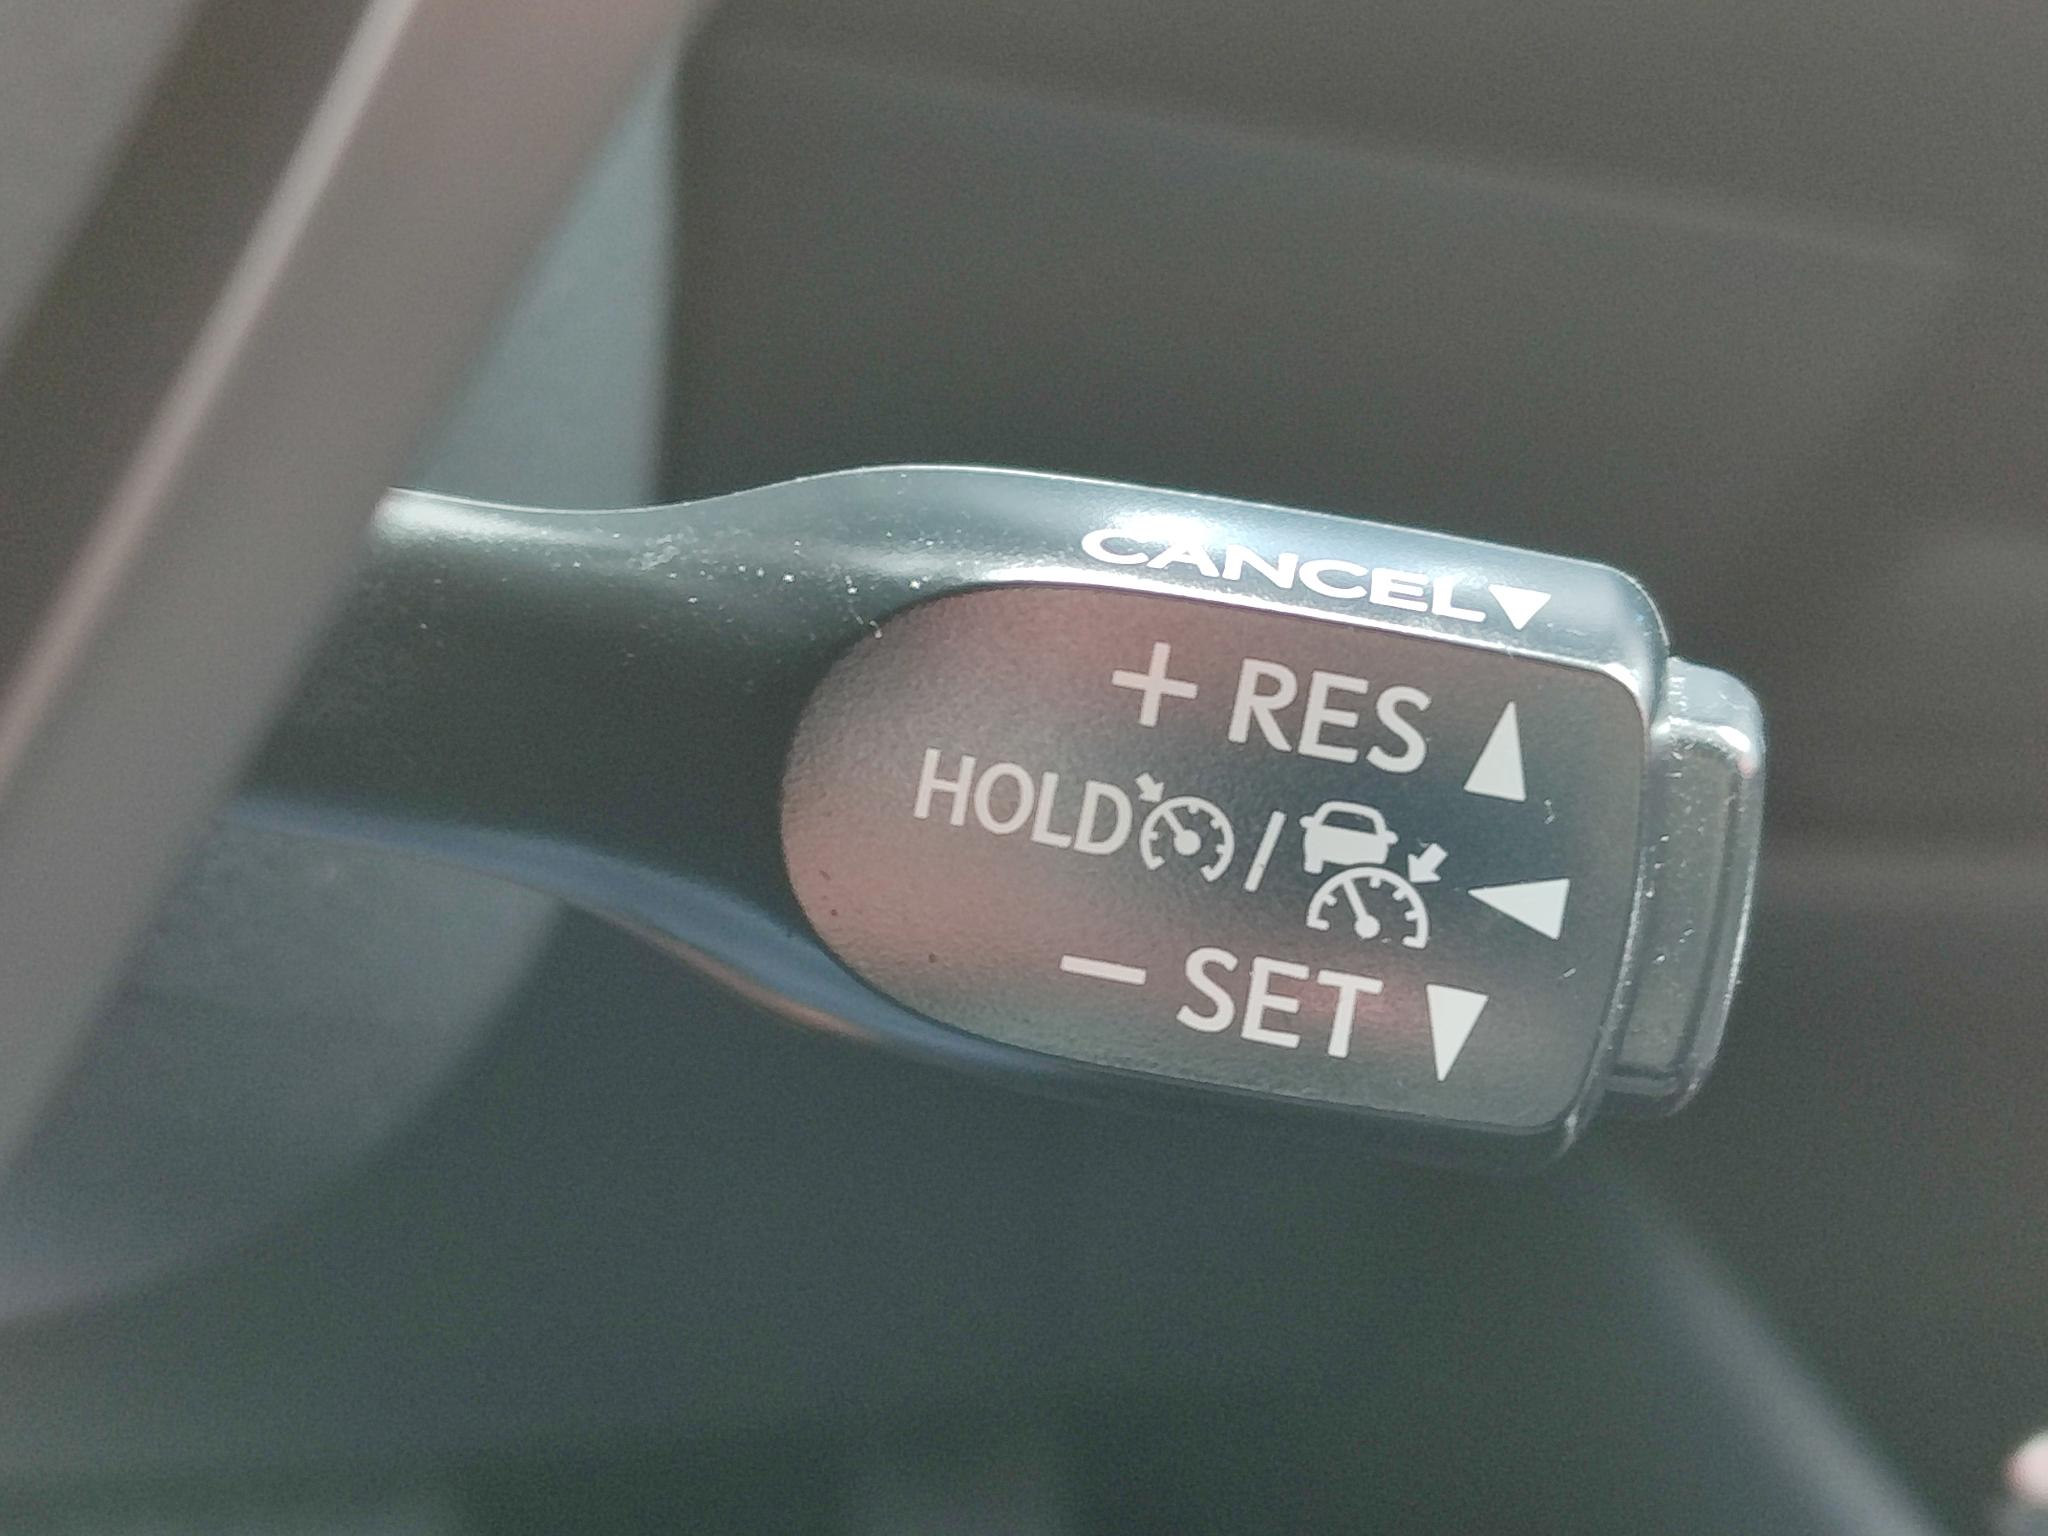 CANCEL▼
+ RES ▲
HOLD / ◀
– SET ▼